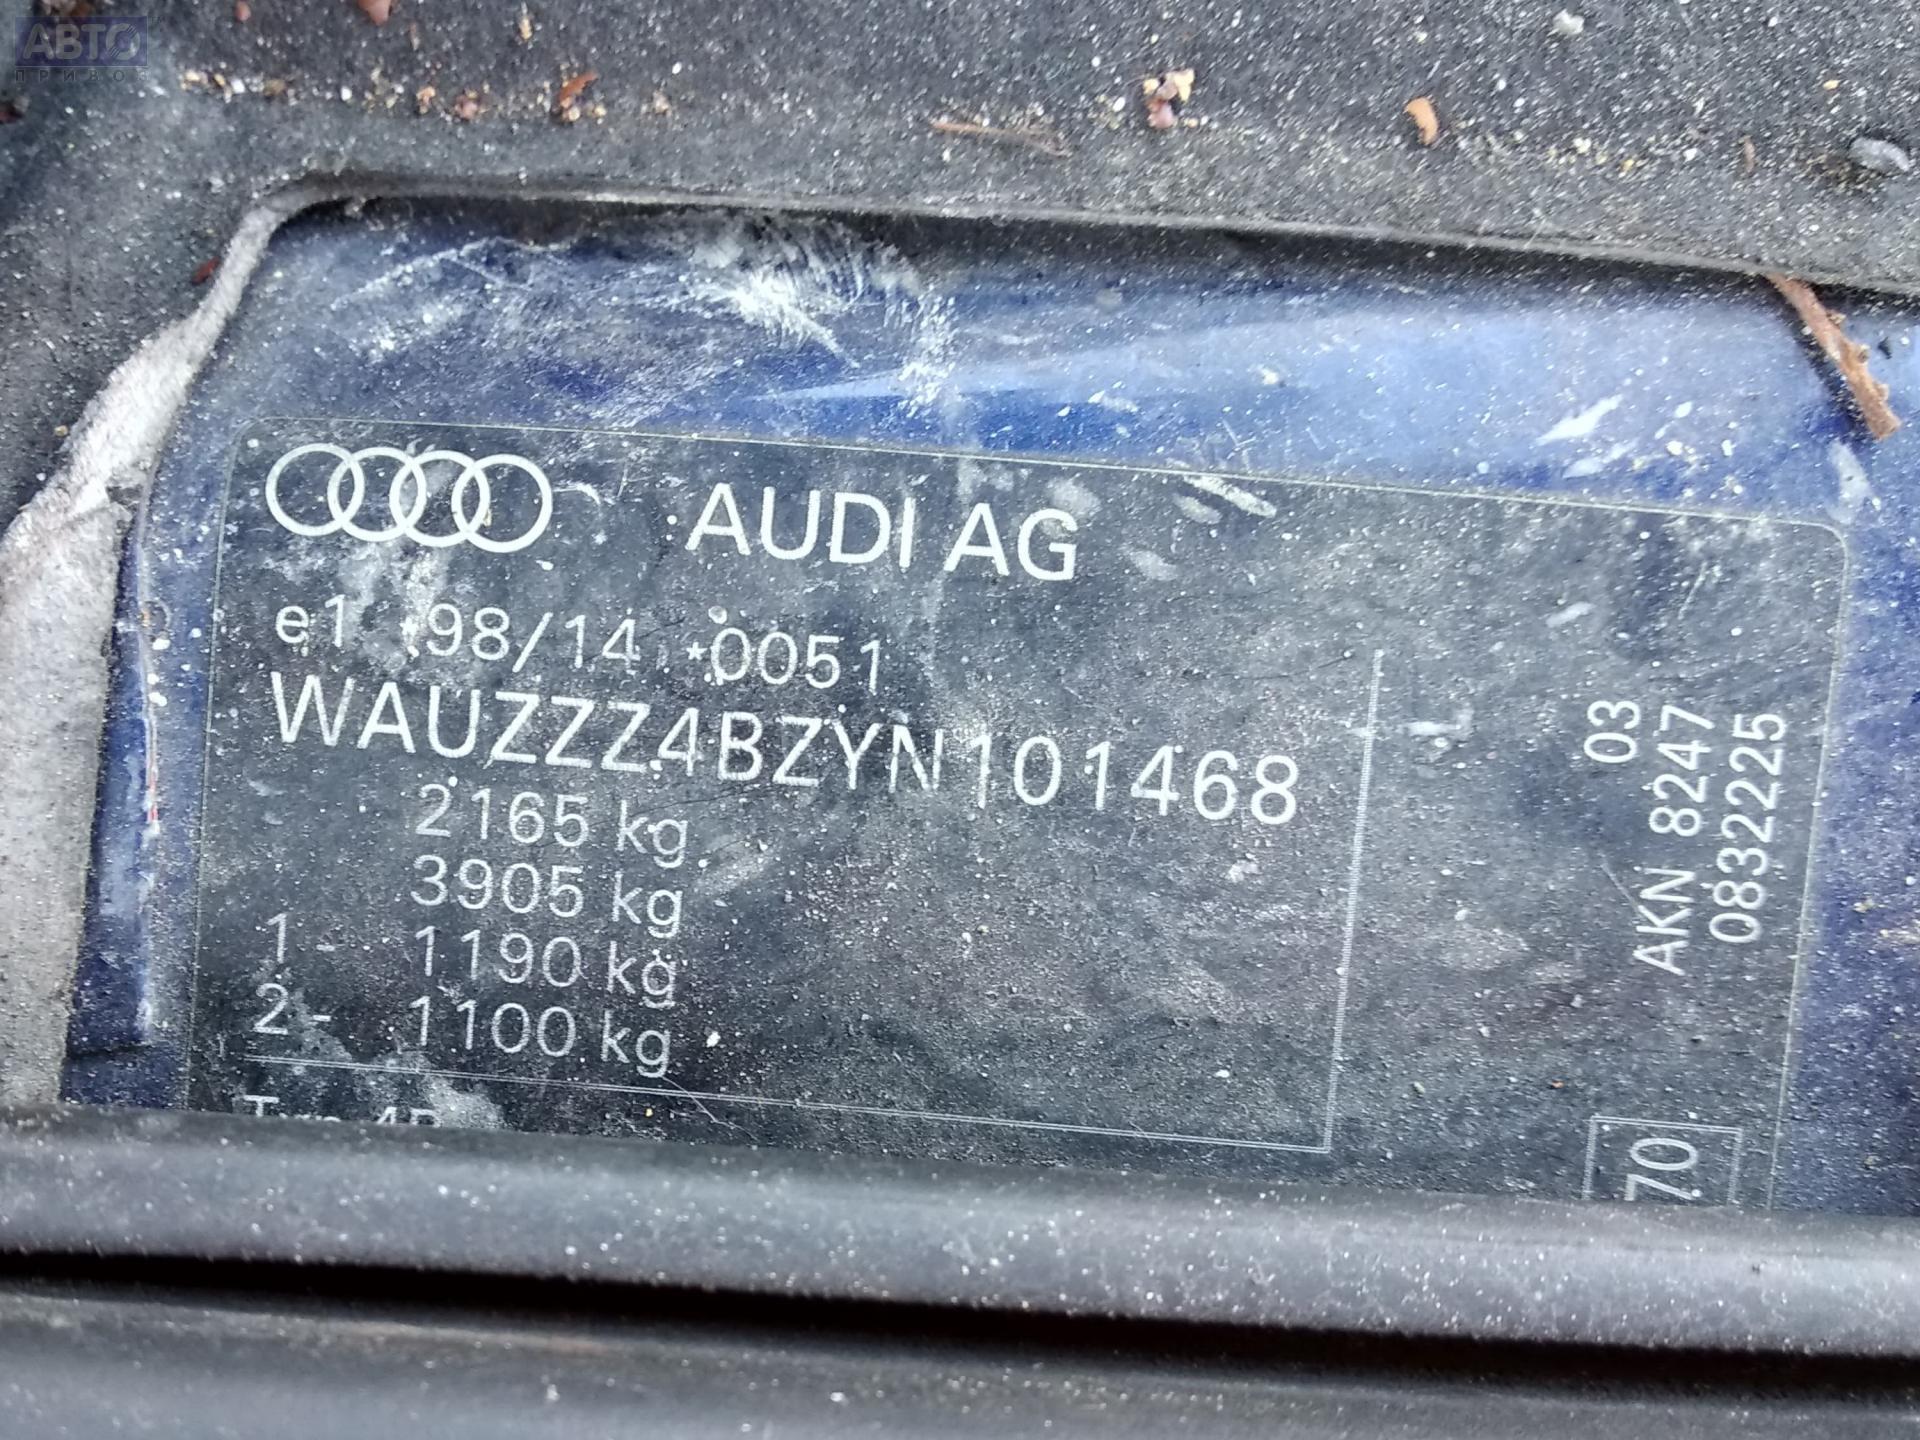 АВТО
ПРИВОЗ
AUDI AG
e1 *98/14 *0051
WAUZZZ4BZYN101468
2165 kg
3905 kg
1- 1190 kg
2- 1100 kg
03
AKN 8247
0832225
70